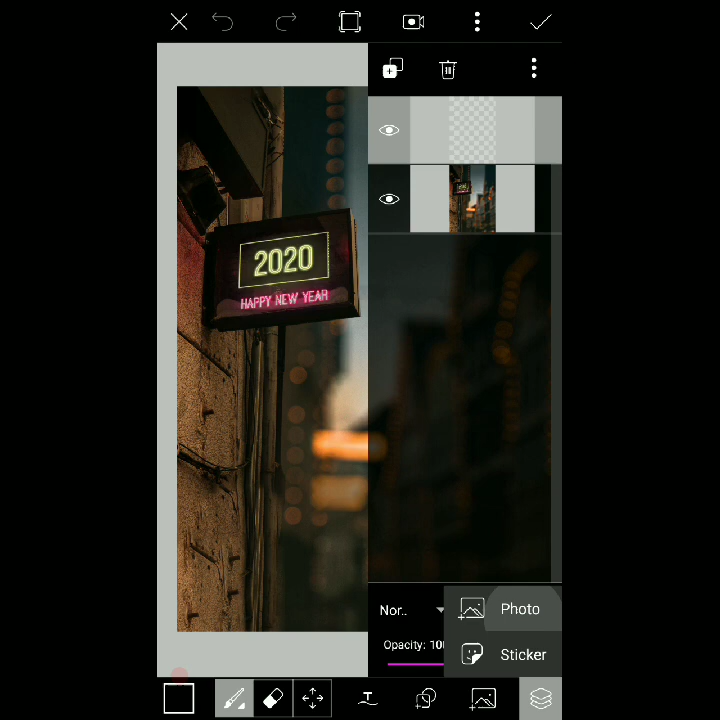 2020
HAPPY NEW YEAR
Nor..
Opacity: 10
Photo
Sticker